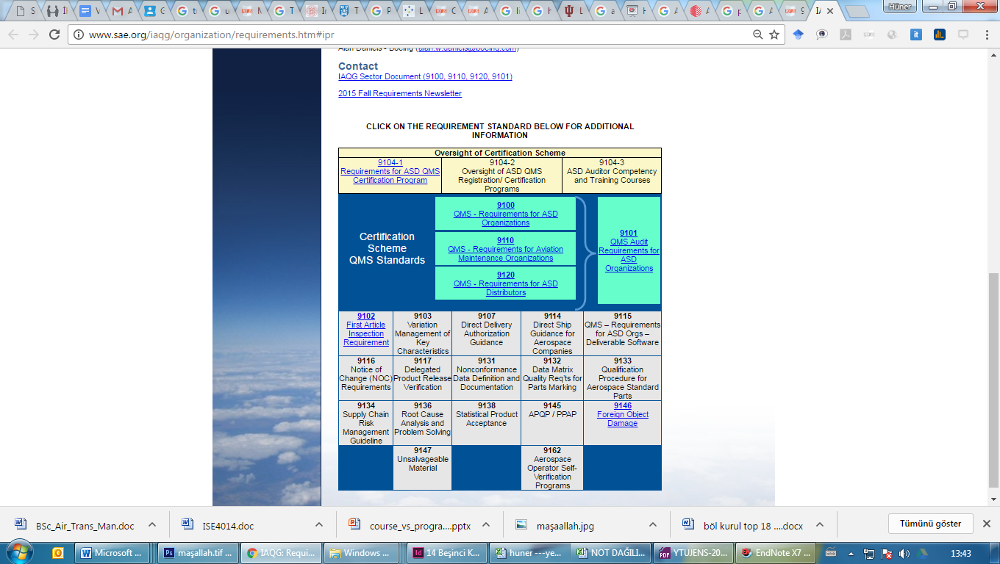 Hüner
www.sae.org/iaqg/organization/requirements.htm#ipr
Alan Daniels - Boeing (alan.w.daniels@boeing.com)
Contact
IAQG Sector Document (9100, 9110, 9120, 9101)
2015 Fall Requirements Newsletter
CLICK ON THE REQUIREMENT STANDARD BELOW FOR ADDITIONAL
INFORMATION
Oversight of Certification Scheme
9104-1
Requirements for ASD QMS
Certification Program
9104-2
Oversight of ASD QMS
Registration/ Certification
Programs
9104-3
ASD Auditor Competency
and Training Courses
Certification
Scheme
QMS Standards
9100
QMS - Requirements for ASD
Organizations
9110
QMS - Requirements for Aviation
Maintenance Organizations
9120
QMS - Requirements for ASD
Distributors
9101
QMS Audit
Requirements for
ASD
Organizations
9102
First Article
Inspection
Requirement
9103
Variation
Management of
Key
Characteristics
9107
Direct Delivery
Authorization
Guidance
9114
Direct Ship
Guidance for
Aerospace
Companies
9115
QMS – Requirements
for ASD Orgs –
Deliverable Software
9116
Notice of
Change (NOC)
Requirements
9117
Delegated
Product Release
Verification
9131
Nonconformance
Data Definition and
Documentation
9132
Data Matrix
Quality Req'ts for
Parts Marking
9133
Qualification
Procedure for
Aerospace Standard
Parts
9134
Supply Chain
Risk
Management
Guideline
9136
Root Cause
Analysis and
Problem Solving
9138
Statistical Product
Acceptance
9145
APQP / PPAP
9146
Foreign Object
Damage
9147
Unsalvageable
Material
9162
Aerospace
Operator Self-
Verification
Programs
BSc_Air_Trans_Man.doc
ISE4014.doc
course_vs_progra....pptx
maşaallah.jpg
böl kurul top 18 ....docx
Tümünü göster
Microsoft ...
maşallah.tif ...
IAQG: Requi...
Windows ...
14 Beşinci K...
huner ---ye...
NOT DAĞILI...
YTUJENS-20...
EndNote X7 ...
13:43